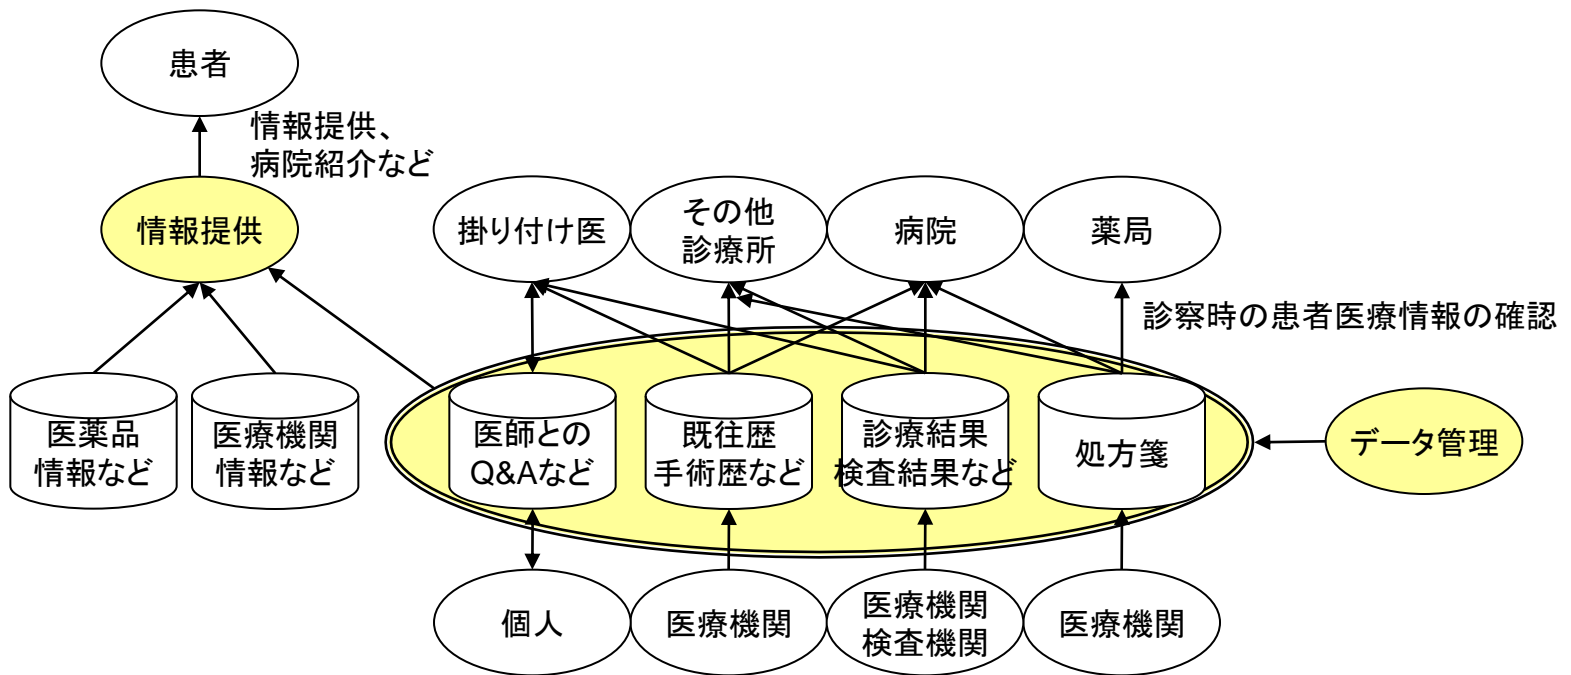 患者
情報提供、
病院紹介など
情報提供
掛り付け医
その他
診療所
病院
薬局
診察時の患者医療情報の確認
医薬品
情報など
医療機関
情報など
医師との
Q&Aなど
既往歴
手術歴など
診療結果
検査結果など
処方箋
データ管理
個人
医療機関
医療機関
検査機関
医療機関